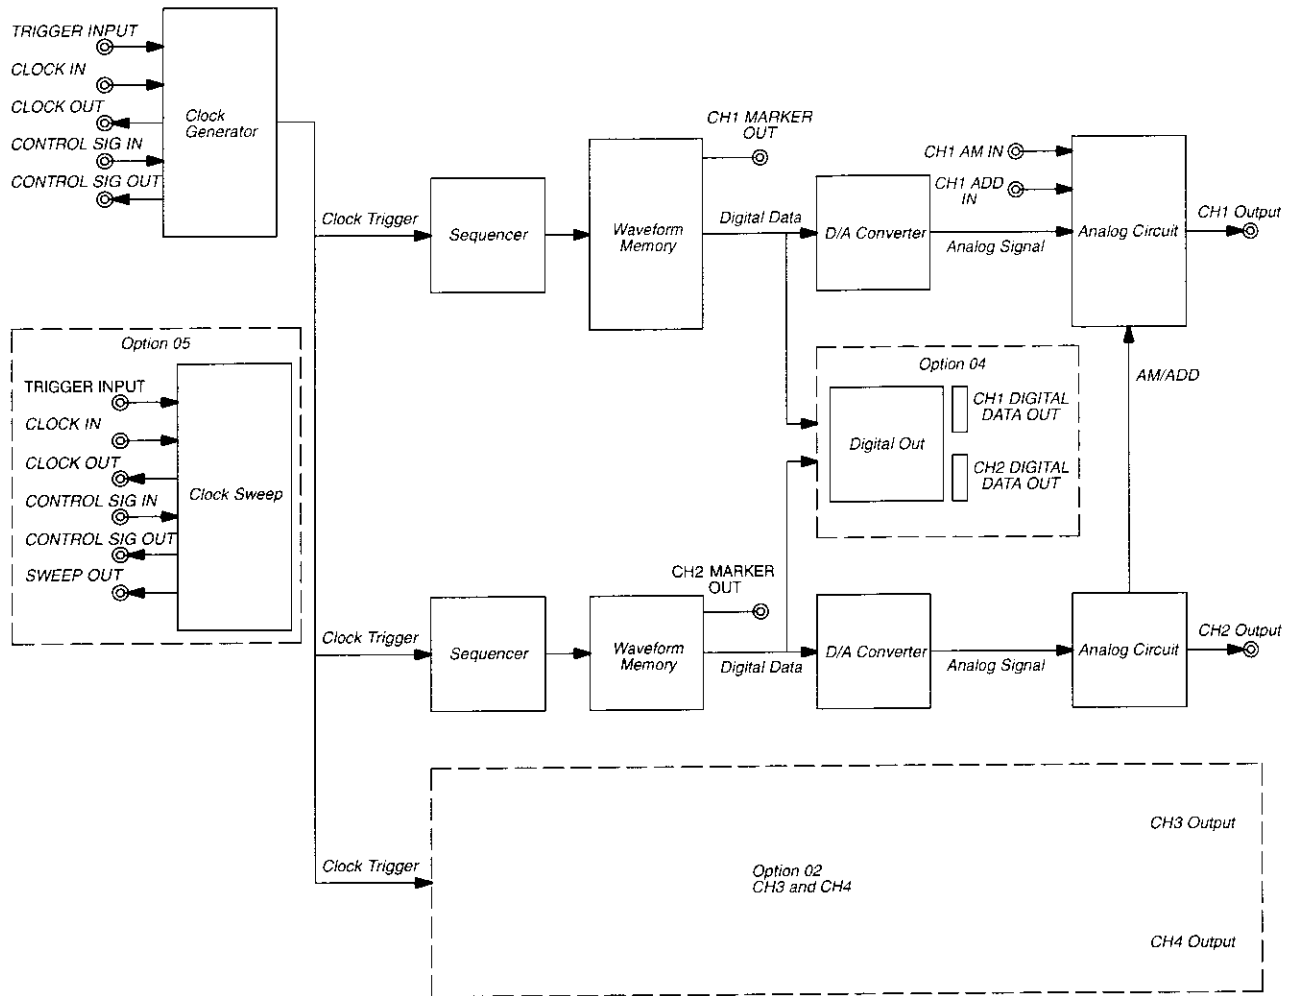 TRIGGER INPUT
CLOCK IN
CLOCK OUT
CONTROL SIG IN
CONTROL SIG OUT
Clock
Generator
Clock Trigger
Sequencer
Waveform
Memory
CH1 MARKER
OUT
Digital Data
D/A Converter
Analog Signal
CH1 AM IN
CH1 ADD
IN
Analog Circuit
CH1 Output
Option 05
TRIGGER INPUT
CLOCK IN
CLOCK OUT
CONTROL SIG IN
CONTROL SIG OUT
SWEEP OUT
Clock Sweep
Option 04
Digital Out
CH1 DIGITAL
DATA OUT
CH2 DIGITAL
DATA OUT
AM/ADD
Clock Trigger
Sequencer
Waveform
Memory
CH2 MARKER
OUT
Digital Data
D/A Converter
Analog Signal
Analog Circuit
CH2 Output
Clock Trigger
Option 02
CH3 and CH4
CH3 Output
CH4 Output